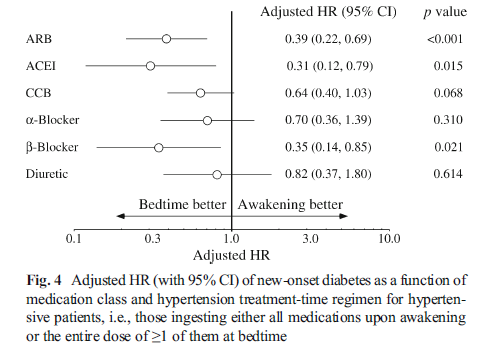 Adjusted HR (95% CI) p value
ARB 0.39 (0.22, 0.69) <0.001
ACEI 0.31 (0.12, 0.79) 0.015
CCB 0.64 (0.40, 1.03) 0.068
α-Blocker 0.70 (0.36, 1.39) 0.310
β-Blocker 0.35 (0.14, 0.85) 0.021
Diuretic 0.82 (0.37, 1.80) 0.614
Bedtime better Awakening better
0.1 0.3 1.0 3.0 10.0
Adjusted HR
Fig. 4 Adjusted HR (with 95% CI) of new-onset diabetes as a function of
medication class and hypertension treatment-time regimen for hyperten-
sive patients, i.e., those ingesting either all medications upon awakening
or the entire dose of ≥1 of them at bedtime